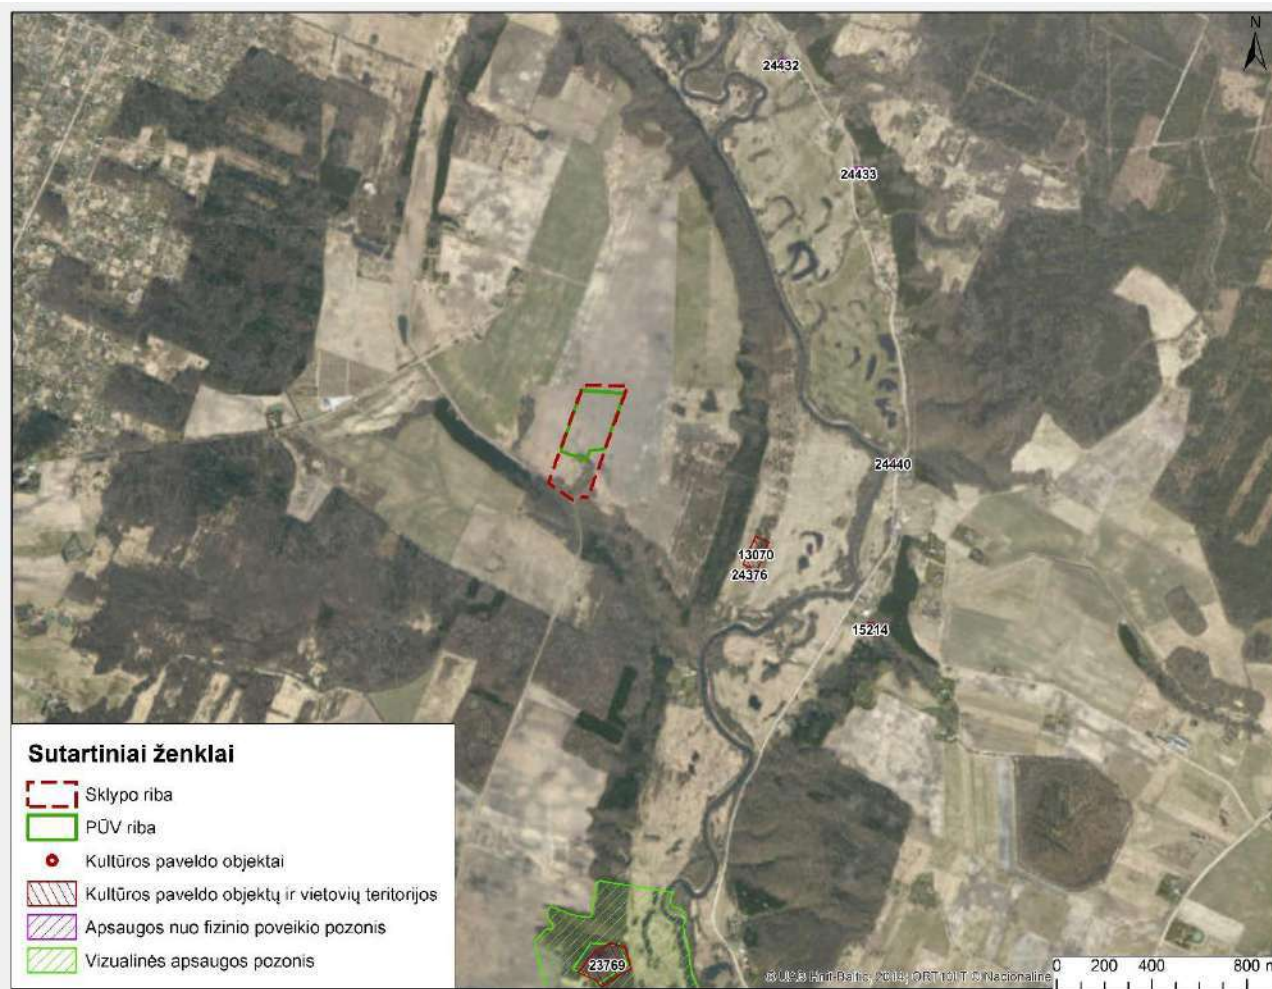 N
24432
24433
24440
13070
24376
15214
23769
Sutartiniai ženklai
Sklypo riba
PŪV riba
Kultūros paveldo objektai
Kultūros paveldo objektų ir vietovių teritorijos
Apsaugos nuo fizinio poveikio pozonis
Vizualinės apsaugos pozonis
0 200 400 800 m